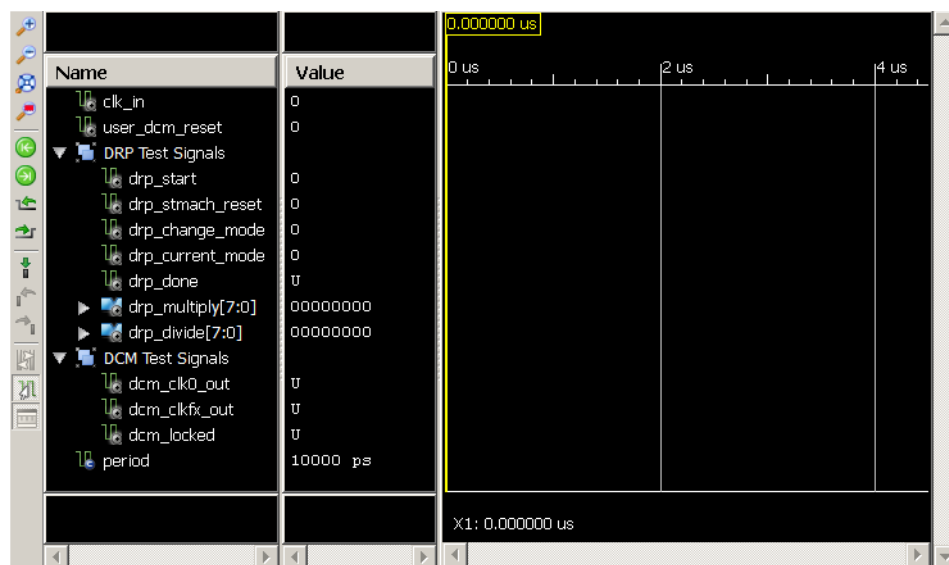 0.000000 us
Name Value 0 us 2 us 4 us
clk_in 0
user_dcm_reset 0
DRP Test Signals
drp_start 0
drp_stmach_reset 0
drp_change_mode 0
drp_current_mode 0
drp_done U
drp_multiply[7:0] 00000000
drp_divide[7:0] 00000000
DCM Test Signals
dcm_clk0_out U
dcm_clkfx_out U
dcm_locked U
period 10000 ps
X1: 0.000000 us